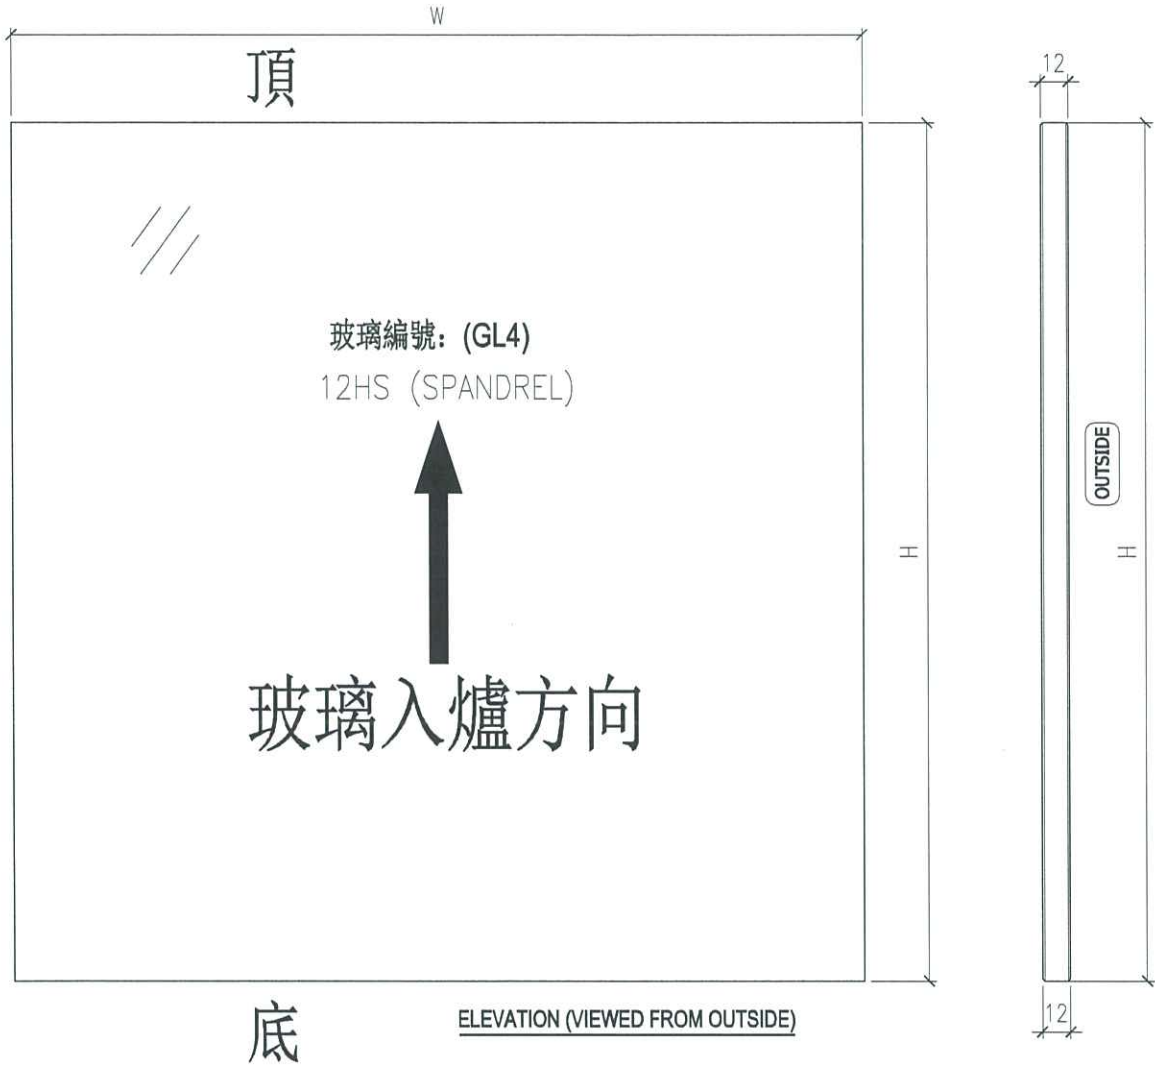 W
頂
12
玻璃編號：(GL4)
12HS (SPANDREL)
OUTSIDE
H
H
玻璃入爐方向
底
ELEVATION (VIEWED FROM OUTSIDE)
12